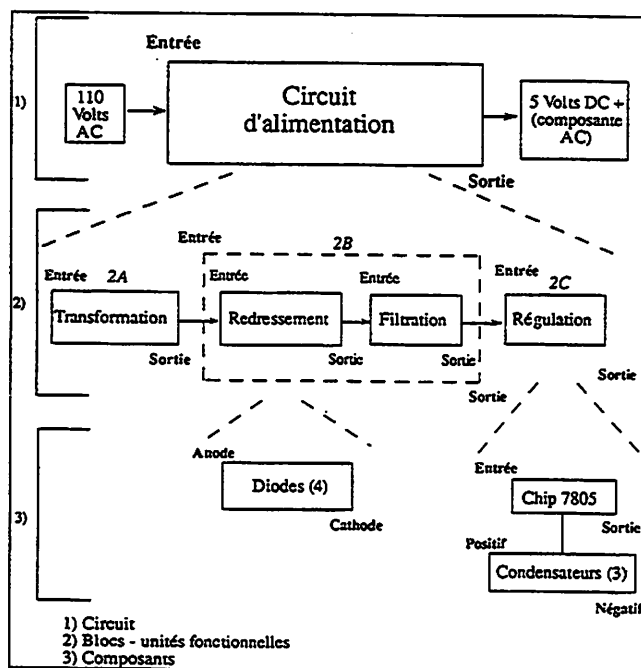 Entrée
1)
110
Volts
AC
Circuit
d'alimentation
5 Volts DC +
(composante
AC)
Sortie
2)
Entrée
2A
Transformation
Sortie
Entrée
2B
Entrée
Redressement
Sortie
Entrée
Filtration
Sortie
Sortie
Entrée
2C
Régulation
Sortie
3)
Anode
Diodes (4)
Cathode
Entrée
Chip 7805
Sortie
Positif
Condensateurs (3)
Négatif
1) Circuit
2) Blocs - unités fonctionnelles
3) Composants